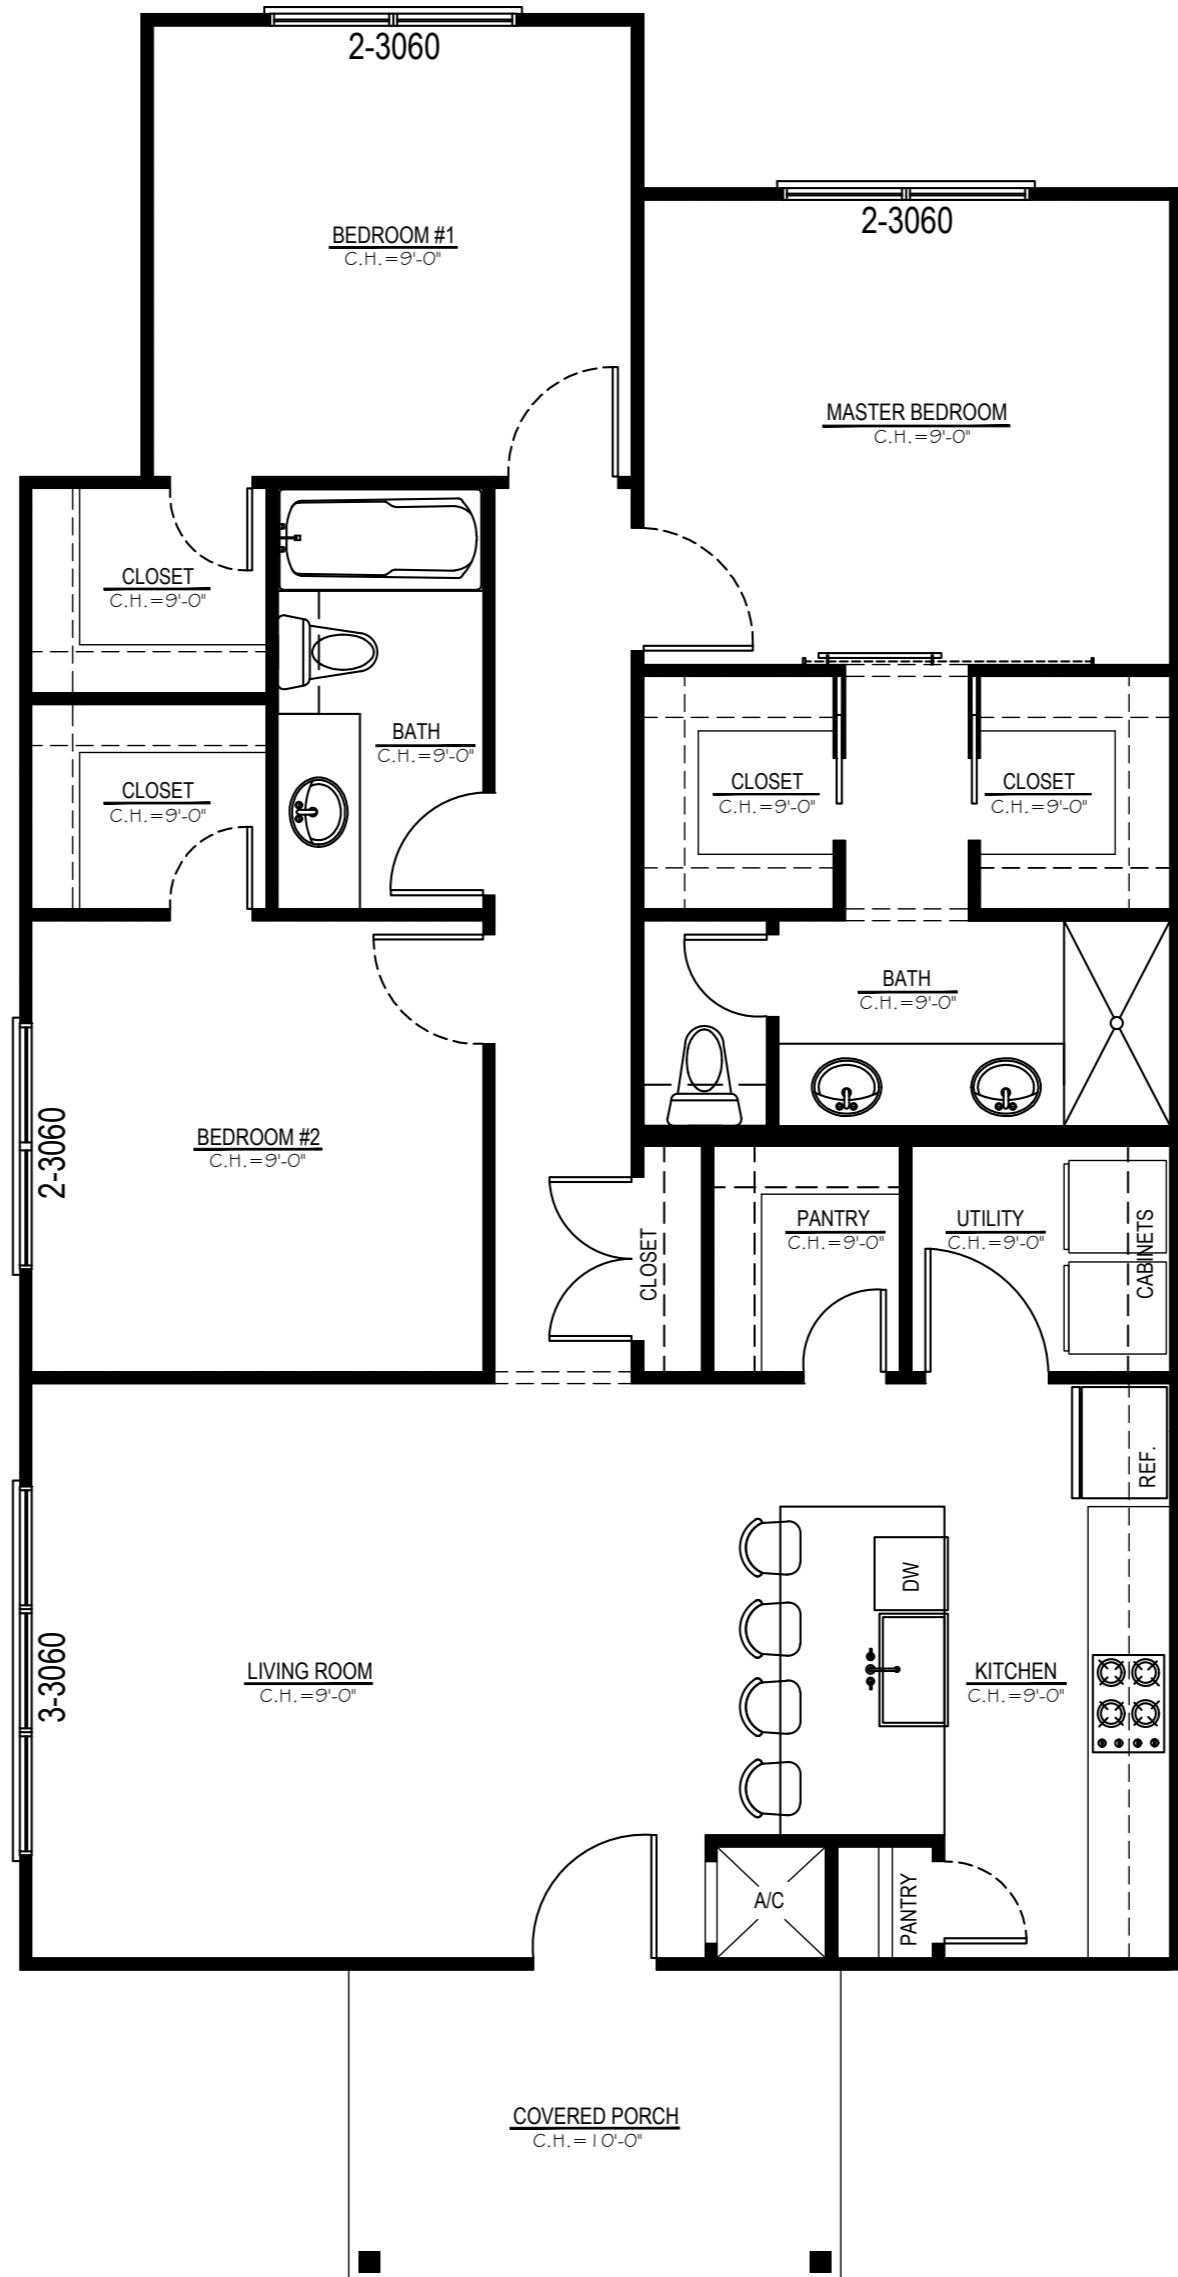 2-3060
2-3060
BEDROOM #1
C.H.=9'-0"
MASTER BEDROOM
C.H.=9'-0"
CLOSET
C.H.=9'-0"
BATH
C.H.=9'-0"
CLOSET
C.H.=9'-0"
CLOSET
C.H.=9'-0"
CLOSET
C.H.=9'-0"
BATH
C.H.=9'-0"
2-3060
BEDROOM #2
C.H.=9'-0"
CLOSET
PANTRY
C.H.=9'-0"
UTILITY
C.H.=9'-0"
CABINETS
REF.
DW
3-3060
LIVING ROOM
C.H.=9'-0"
KITCHEN
C.H.=9'-0"
A/C
PANTRY
COVERED PORCH
C.H.=10'-0"